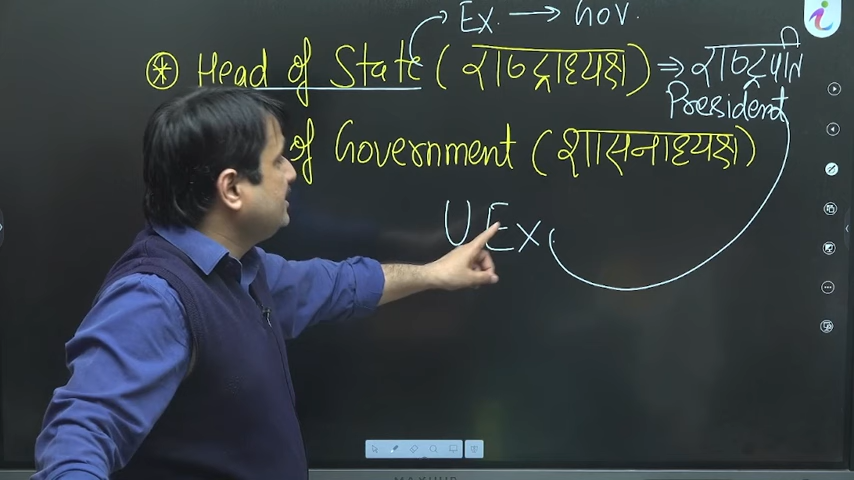 Ex. → Gov.
* Head of State (राष्ट्राध्यक्ष) ⇒ राष्ट्रपति
President
of Government (शासनाध्यक्ष)
U Ex